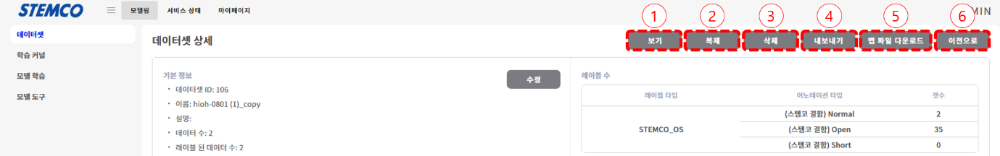 STEMCO 모델링 서비스 상태 마이페이지 MIN
1 2 3 4 5 6
데이터셋
학습 커널
모델 학습
모델 도구
데이터셋 상세
보기 복제 삭제 내보내기 맵 파일 다운로드 이전으로
기본 정보 수정
· 데이터셋 ID: 106
· 이름: hioh-0801 (1)_copy
· 설명:
· 데이터 수: 2
· 레이블 된 데이터 수: 2
레이블 수
레이블 타입 어노테이션 타입 갯수
STEMCO_OS
(스템코 결함) Normal 2
(스템코 결함) Open 35
(스템코 결함) Short 0